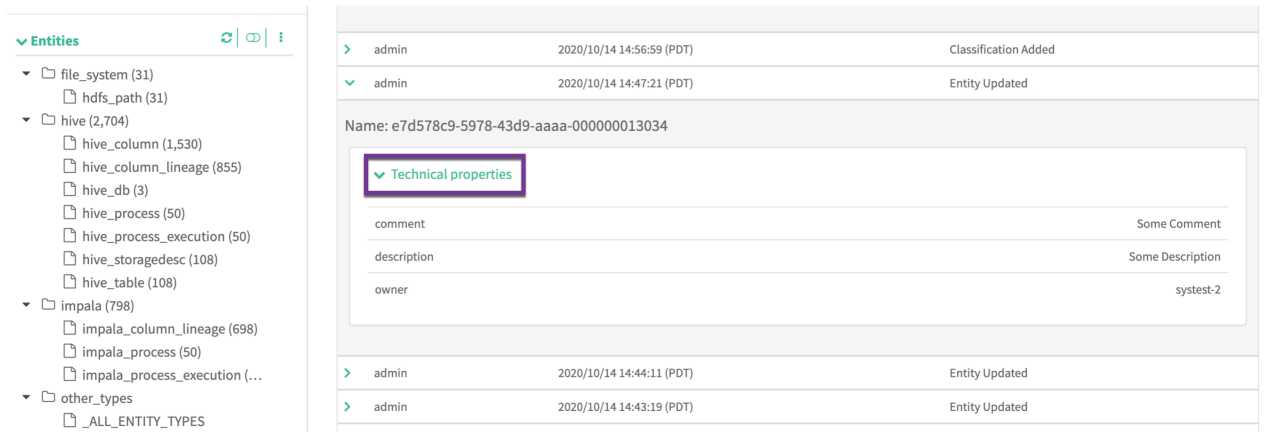 Entities
file_system (31)
hdfs_path (31)
hive (2,704)
hive_column (1,530)
hive_column_lineage (855)
hive_db (3)
hive_process (50)
hive_process_execution (50)
hive_storagedesc (108)
hive_table (108)
impala (798)
impala_column_lineage (698)
impala_process (50)
impala_process_execution (...
other_types
_ALL_ENTITY_TYPES
admin 2020/10/14 14:56:59 (PDT) Classification Added
admin 2020/10/14 14:47:21 (PDT) Entity Updated
Name: e7d578c9-5978-43d9-aaaa-000000013034
Technical properties
comment Some Comment
description Some Description
owner systest-2
admin 2020/10/14 14:44:11 (PDT) Entity Updated
admin 2020/10/14 14:43:19 (PDT) Entity Updated